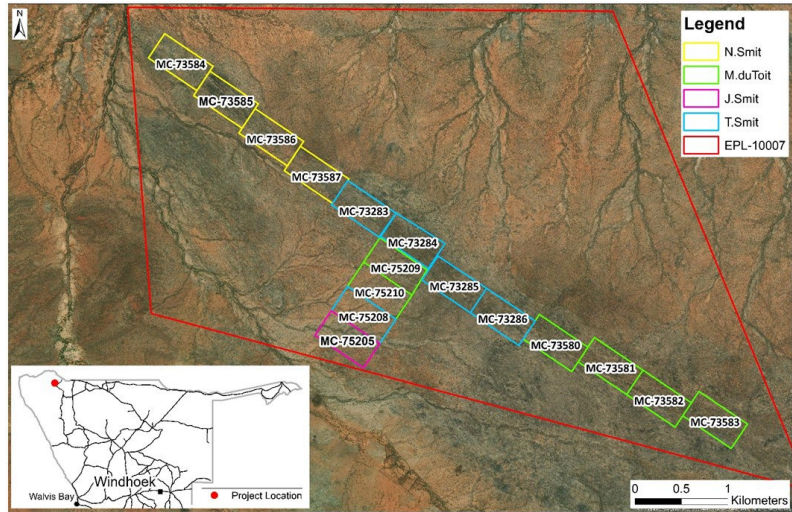 N
Legend
N.Smit
M.duToit
J.Smit
T.Smit
EPL-10007
MC-73584
MC-73585
MC-73586
MC-73587
MC-73283
MC-73284
MC-75209
MC-73285
MC-75210
MC-73286
MC-75208
MC-75205
MC-73580
MC-73581
MC-73582
MC-73583
Windhoek
Walvis Bay
Project Location
0 0.5 1
Kilometers